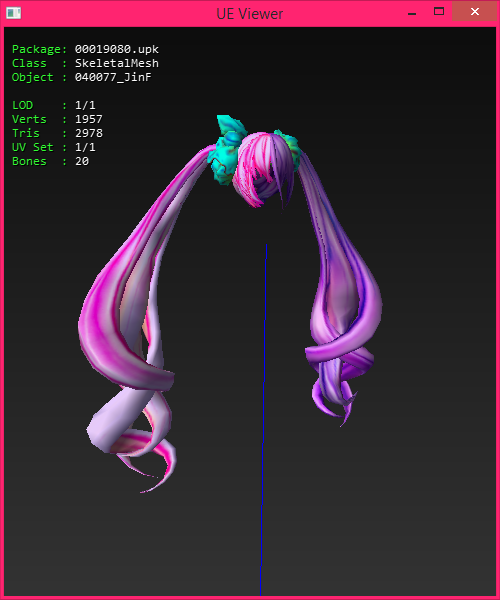 UE Viewer
Package: 00019080.upk
Class : SkeletalMesh
Object : 040077_JinF
LOD : 1/1
Verts : 1957
Tris : 2978
UV Set : 1/1
Bones : 20